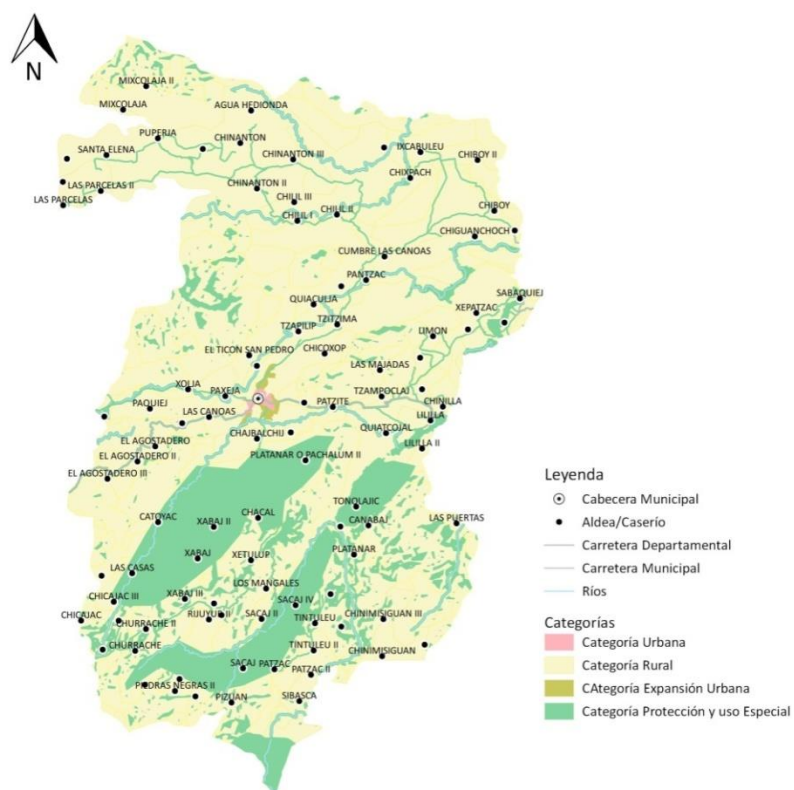 N
MIXCOLAJA II
MIXCOLAJA
AGUA HEDIONDA
PUERJA
CHINANTON
SANTA ELENA
CHINANTON III
IXCABULEU
CHIBOY II
LAS PARCELAS II
CHINANTON II
CHIXPACH
LAS PARCELAS
CHILIL III
CHILIL I
CHILIL II
CHIBOY
CHIGUANCHOCH
CUMBRE LAS CANOAS
PANTZAC
QUIACUIJA
SABAQUIEJ
XEPATZAC
TZAPILIP
TZITZIMA
LIMON
EL TICON SAN PEDRO
CHICOXOP
LAS MAJADAS
XOIJA
PAXEJA
TZAMPOCLAJ
PAQUIEJ
LAS CANOAS
PATZITE
CHINILLA
LILILLA
CHAJBALCHIJ
QUIATCOJAL
EL AGOSTADERO
LILILLA II
EL AGOSTADERO II
PLATANAR O PACHALUM II
EL AGOSTADERO III
TONOLAJIC
CATOYAC
XABAJ II
CHACAL
CANABAJ
LAS PUERTAS
XABAJ
XETULUP
PLATANAR
LAS CASAS
LOS MANGALES
CHICAJAC III
XABAJ III
SACAJ IV
CHICAJAC
RIJUYUB II
SACAJ II
TINTULEU
CHINIMISIGUAN III
CHURRACHE II
CHURRACHE
TINTULEU II
CHINIMISIGUAN
SACAJ
PATZAC
PATZAC II
PIEDRAS NEGRAS II
PIZUAN
SIBASCA
Leyenda
Cabecera Municipal
Aldea/Caserío
Carretera Departamental
Carretera Municipal
Ríos
Categorías
Categoría Urbana
Categoría Rural
CAtegoría Expansión Urbana
Categoría Protección y uso Especial